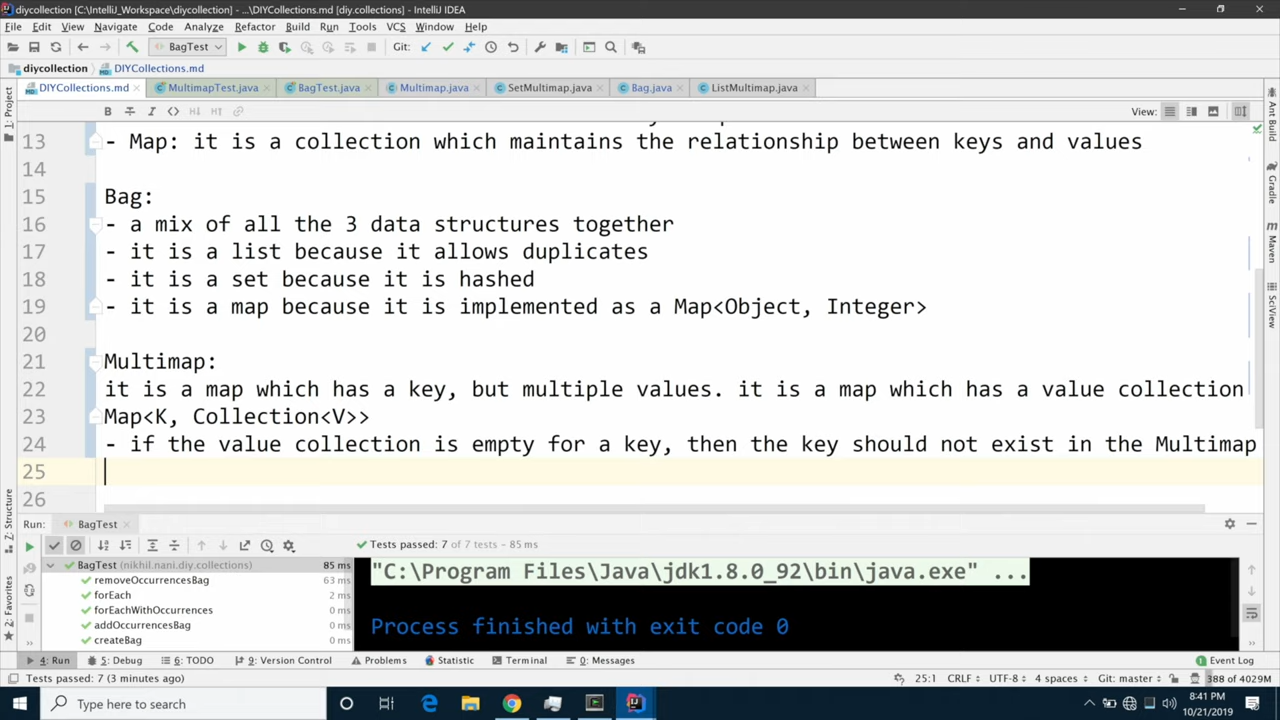 diycollection [C:\IntelliJ_Workspace\diycollection] - ...\DIYCollections.md [diy.collections] - IntelliJ IDEA
File Edit View Navigate Code Analyze Refactor Build Run Tools VCS Window Help
BagTest Git:
diycollection DIYCollections.md
DIYCollections.md MultimapTest.java BagTest.java Multimap.java SetMultimap.java Bag.java ListMultimap.java
View:
13 - Map: it is a collection which maintains the relationship between keys and values
14
15 Bag:
16 - a mix of all the 3 data structures together
17 - it is a list because it allows duplicates
18 - it is a set because it is hashed
19 - it is a map because it is implemented as a Map<Object, Integer>
20
21 Multimap:
22 it is a map which has a key, but multiple values. it is a map which has a value collection
23 Map<K, Collection<V>>
24 - if the value collection is empty for a key, then the key should not exist in the Multimap
25
26
1: Project
Z: Structure
2: Favorites
Ant Build
Gradle
Maven
SciView
Run: BagTest
Tests passed: 7 of 7 tests - 85 ms
BagTest (nikhil.nani.diy.collections) 85 ms
removeOccurrencesBag 63 ms
forEach 2 ms
forEachWithOccurrences 0 ms
addOccurrencesBag 0 ms
createBag 0 ms
"C:\Program Files\Java\jdk1.8.0_92\bin\java.exe" ...
Process finished with exit code 0
4: Run 5: Debug 6: TODO 9: Version Control Problems Statistic Terminal 0: Messages Event Log
Tests passed: 7 (3 minutes ago) 25:1 CRLF UTF-8 4 spaces Git: master 388 of 4029M
Type here to search
8:41 PM
10/21/2019